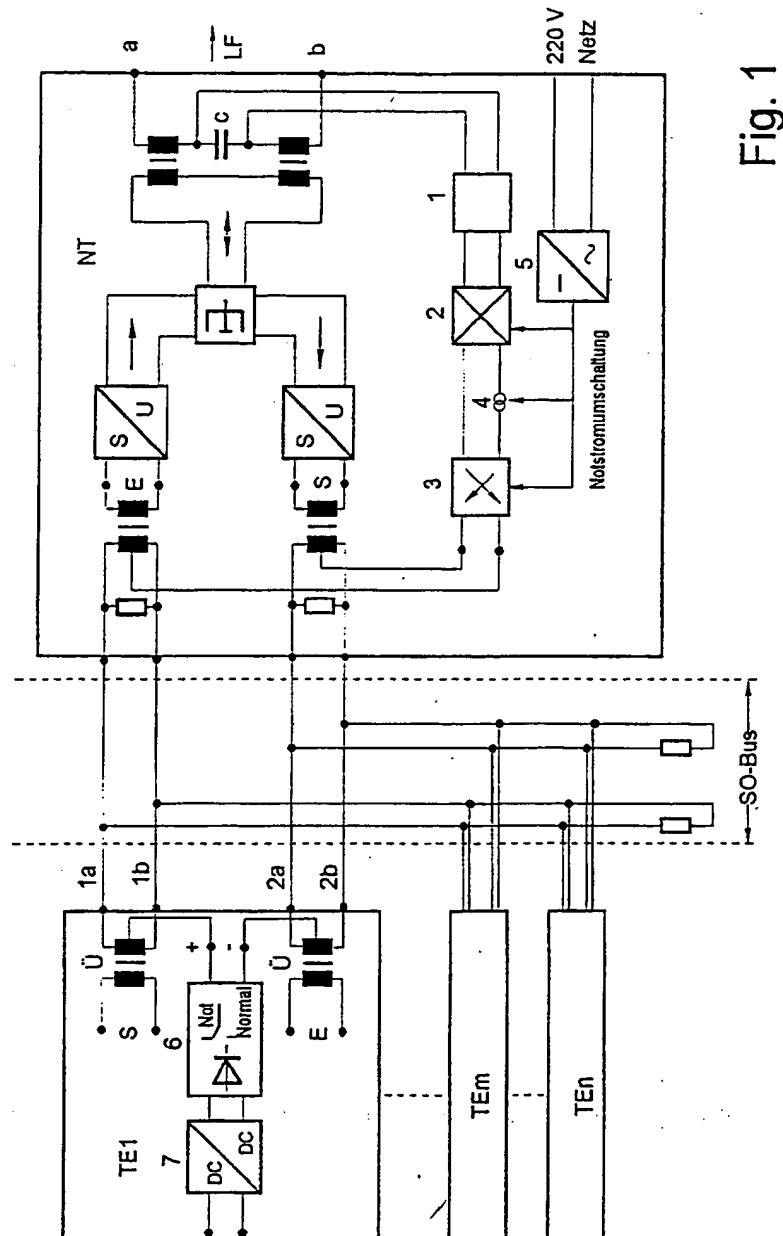 TE1
7
DC
DC
6
Not
Normal
+
-
S
Ü
E
Ü
1a
1b
2a
2b
TEm
TEn
SO-Bus
NT
E
S
S
U
S
U
3
4
2
1
5
Notstromumschaltung
C
a
b
LF
220 V
Netz
Fig. 1